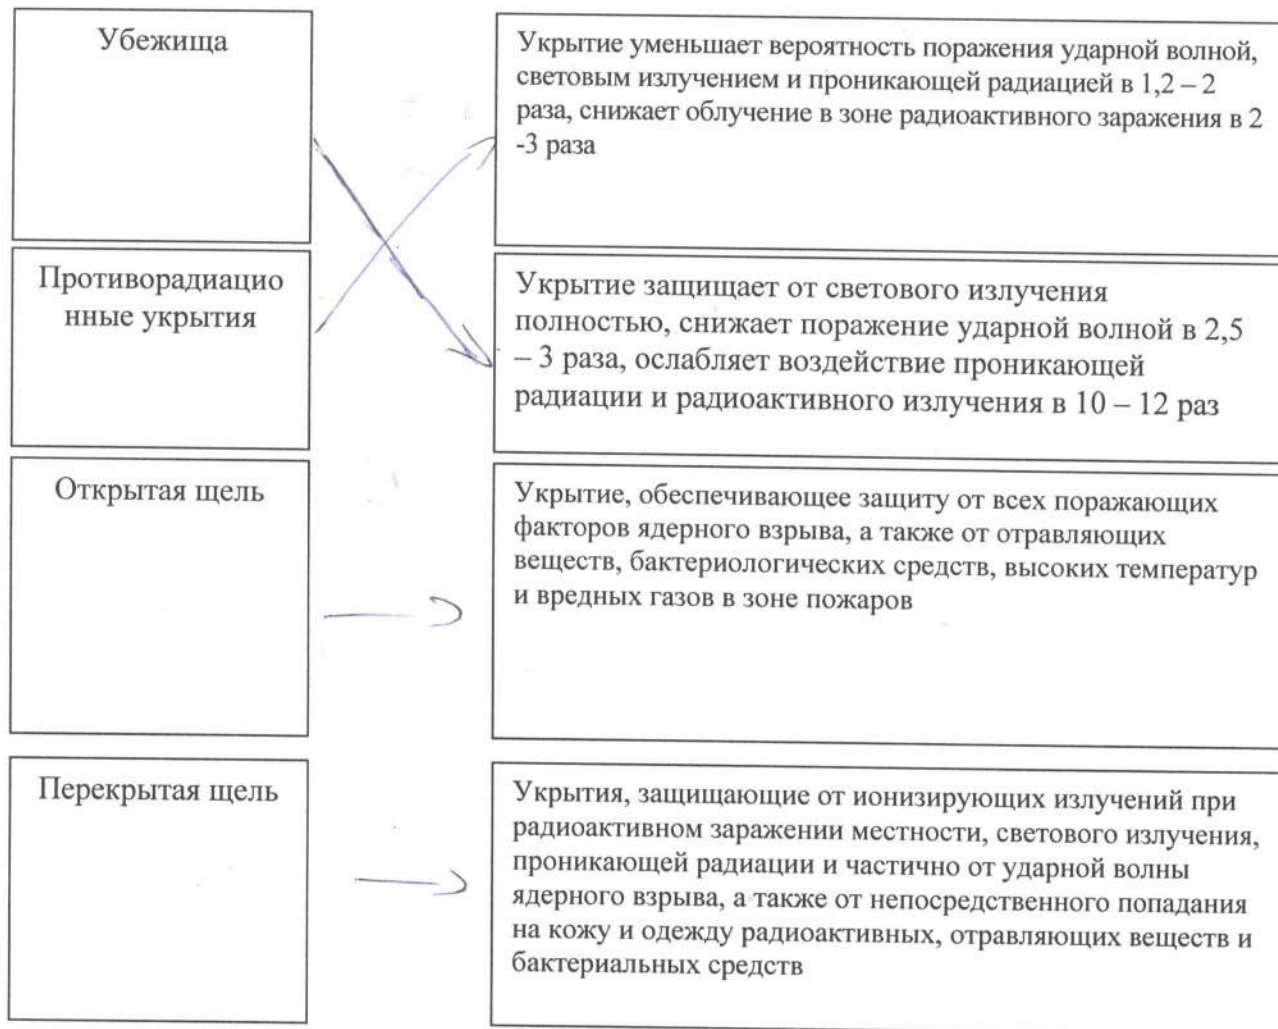 Убежища
Укрытие уменьшает вероятность поражения ударной волной,
световым излучением и проникающей радиацией в 1,2 – 2
раза, снижает облучение в зоне радиоактивного заражения в 2
-3 раза
Противорадиацио
нные укрытия
Укрытие защищает от светового излучения
полностью, снижает поражение ударной волной в 2,5
– 3 раза, ослабляет воздействие проникающей
радиации и радиоактивного излучения в 10 – 12 раз
Открытая щель
Укрытие, обеспечивающее защиту от всех поражающих
факторов ядерного взрыва, а также от отравляющих
веществ, бактериологических средств, высоких температур
и вредных газов в зоне пожаров
Перекрытая щель
Укрытия, защищающие от ионизирующих излучений при
радиоактивном заражении местности, светового излучения,
проникающей радиации и частично от ударной волны
ядерного взрыва, а также от непосредственного попадания
на кожу и одежду радиоактивных, отравляющих веществ и
бактериальных средств